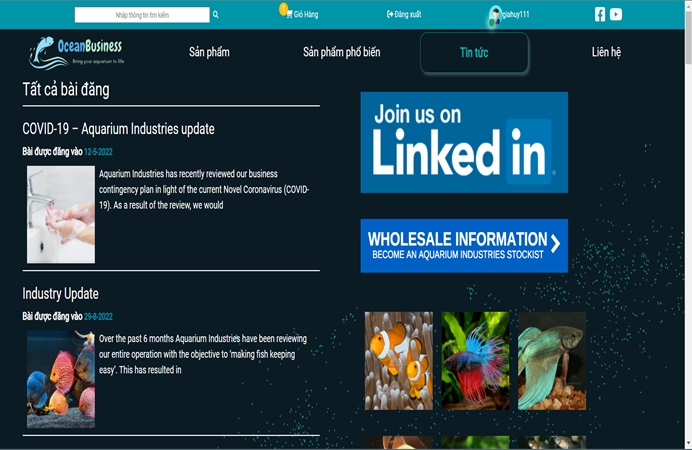 Nhập thông tin tìm kiếm
1
Giỏ Hàng
Đăng xuất
giahuy111
OceanBusiness
Bring your aquarium to life
Sản phẩm
Sản phẩm phổ biến
Tin tức
Liên hệ
Tất cả bài đăng
COVID-19 – Aquarium Industries update
Bài được đăng vào 12-5-2022
Aquarium Industries has recently reviewed our business
contingency plan in light of the current Novel Coronavirus (COVID-
19). As a result of the review, we would
Industry Update
Bài được đăng vào 29-8-2022
Over the past 6 months Aquarium Industries have been reviewing
our entire operation with the objective to ‘making fish keeping
easy’. This has resulted in
Join us on
Linked in
WHOLESALE INFORMATION
BECOME AN AQUARIUM INDUSTRIES STOCKIST